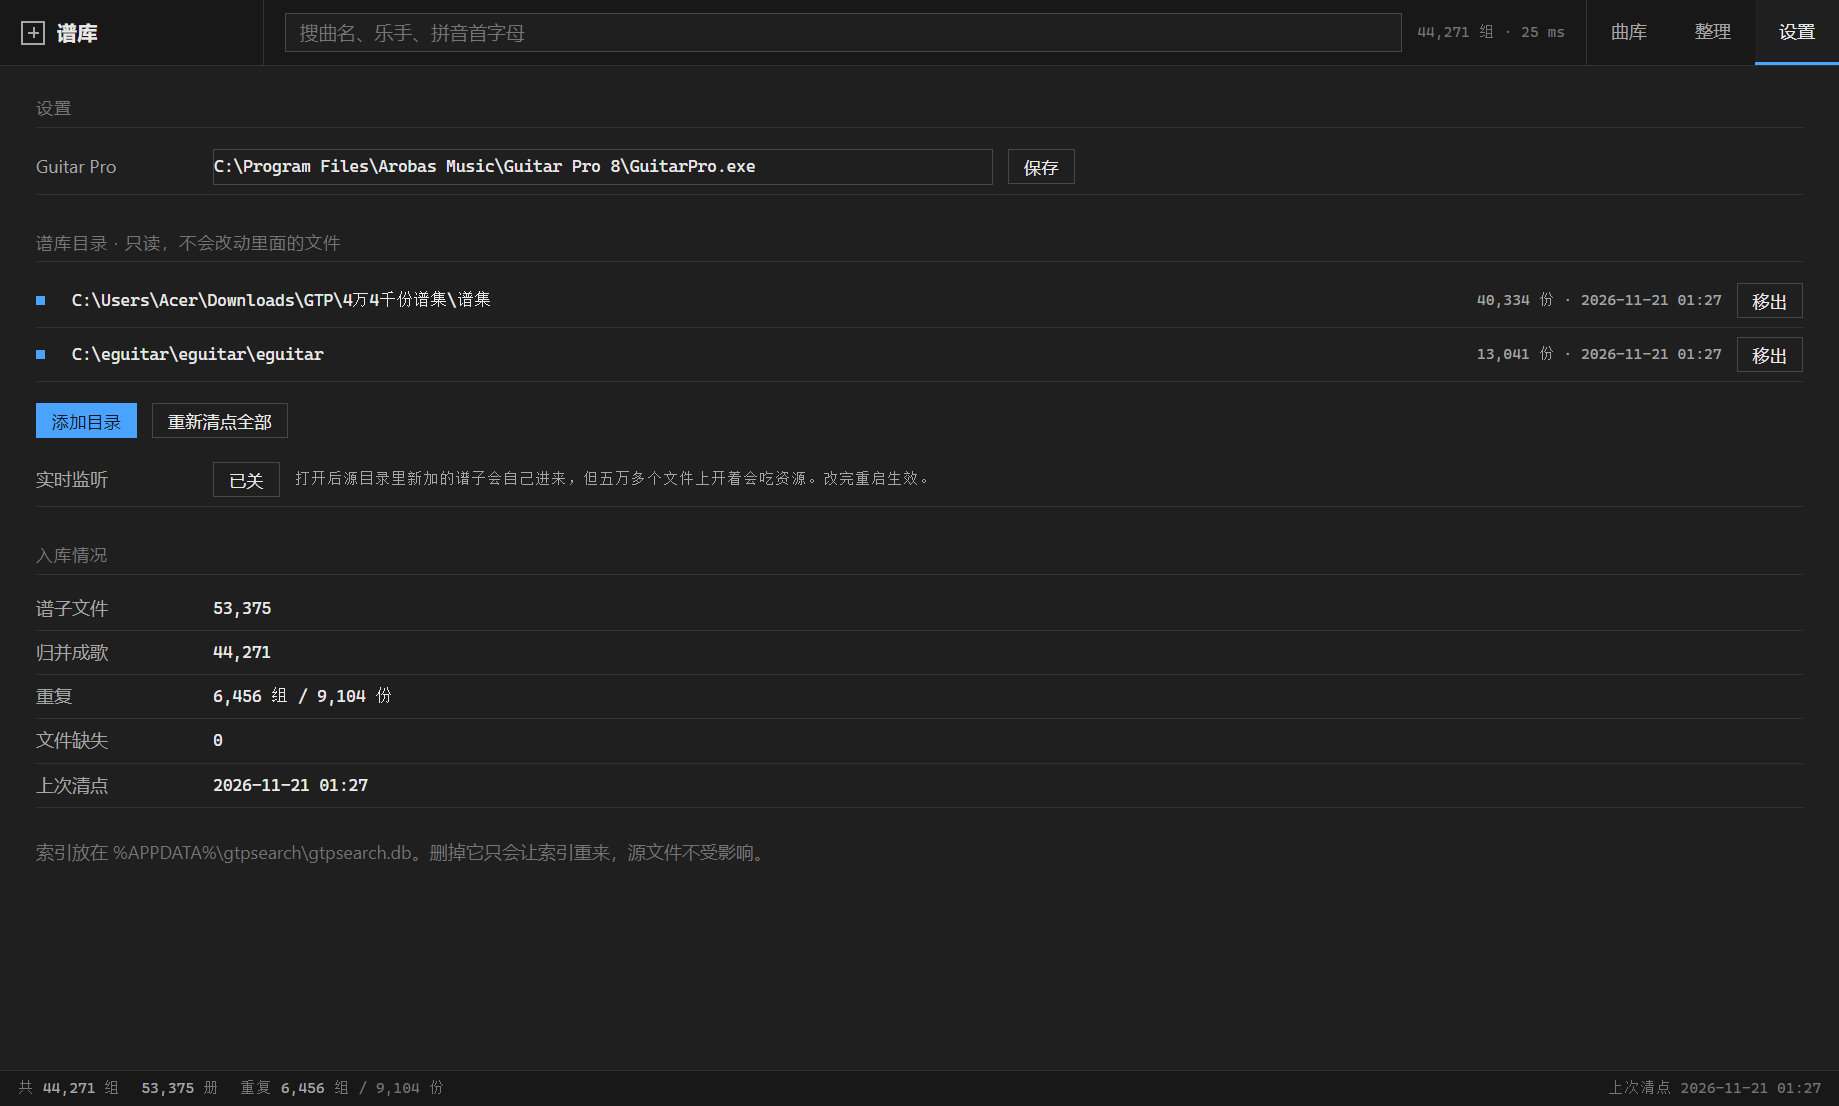 谱库
搜曲名、乐手、拼音首字母
44,271 组 · 25 ms
曲库
整理
设置
设置
Guitar Pro
C:\Program Files\Arobas Music\Guitar Pro 8\GuitarPro.exe
保存
谱库目录 · 只读，不会改动里面的文件
C:\Users\Acer\Downloads\GTP\4万4千份谱集\谱集
40,334 份 · 2026-11-21 01:27
移出
C:\eguitar\eguitar\eguitar
13,041 份 · 2026-11-21 01:27
移出
添加目录
重新清点全部
实时监听
已关
打开后源目录里新加的谱子会自己进来，但五万多个文件上开着会吃资源。改完重启生效。
入库情况
谱子文件
53,375
归并成歌
44,271
重复
6,456 组 / 9,104 份
文件缺失
0
上次清点
2026-11-21 01:27
索引放在 %APPDATA%\gtpsearch\gtpsearch.db。删掉它只会让索引重来，源文件不受影响。
共 44,271 组 53,375 册 重复 6,456 组 / 9,104 份
上次清点 2026-11-21 01:27